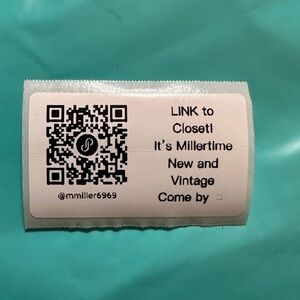 LINK to
Closet!
It's Millertime
New and
Vintage
Come by
@mmiller6969